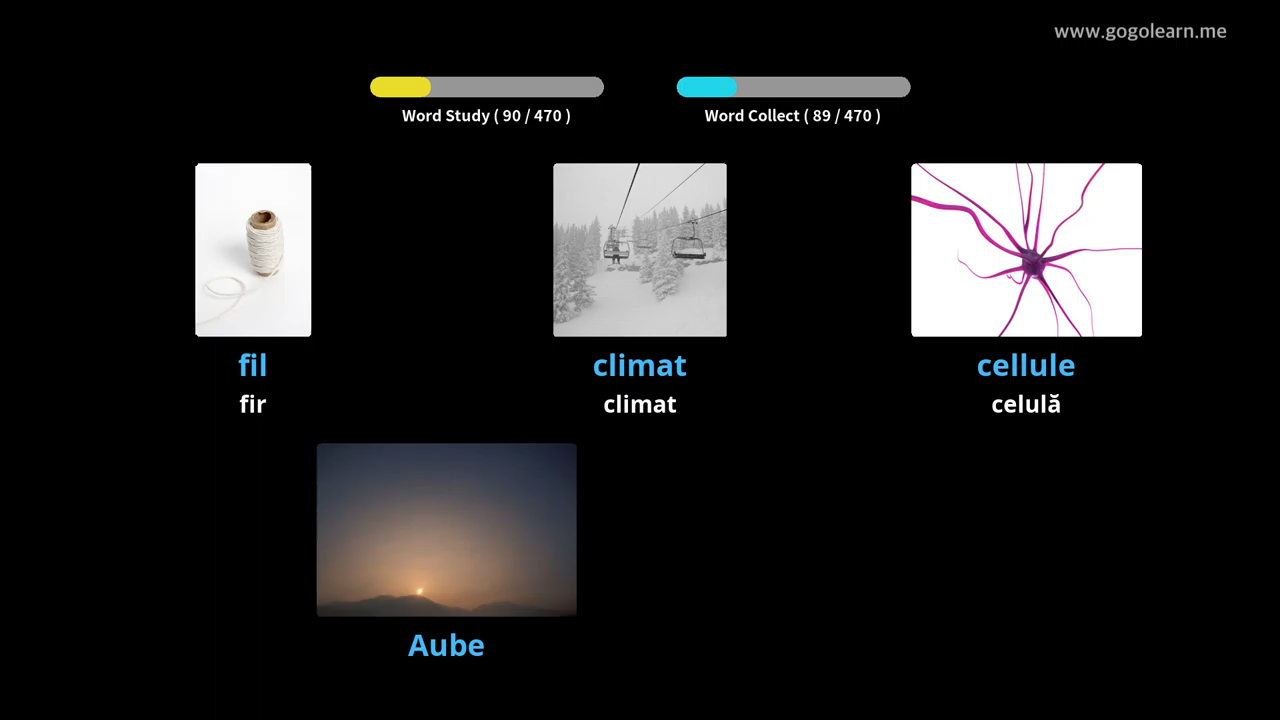 www.gogolearn.me
Word Study ( 90 / 470 )
Word Collect ( 89 / 470 )
fil
climat
cellule
fir
climat
celulă
Aube